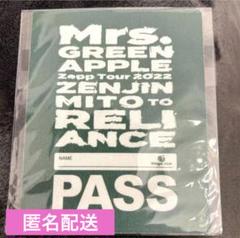 Mrs.
GREEN
APPLE
Zepp Tour 2022
ZENJIN
MITO TO
RELI
ANCE
NAME
PASS
匿名配送